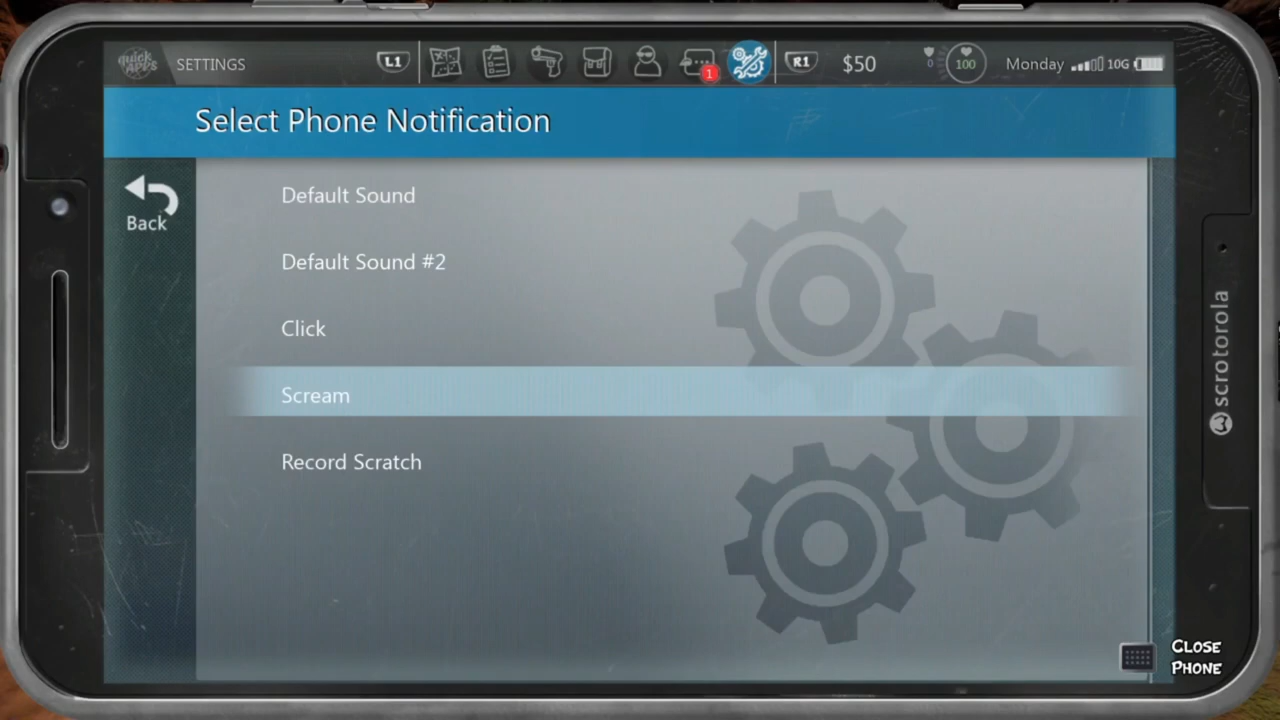 quick APPS SETTINGS L1 1 R1 $50 0 100 Monday 10G
Select Phone Notification
Back
Default Sound
Default Sound #2
Click
Scream
Record Scratch
scrotorola
CLOSE
PHONE